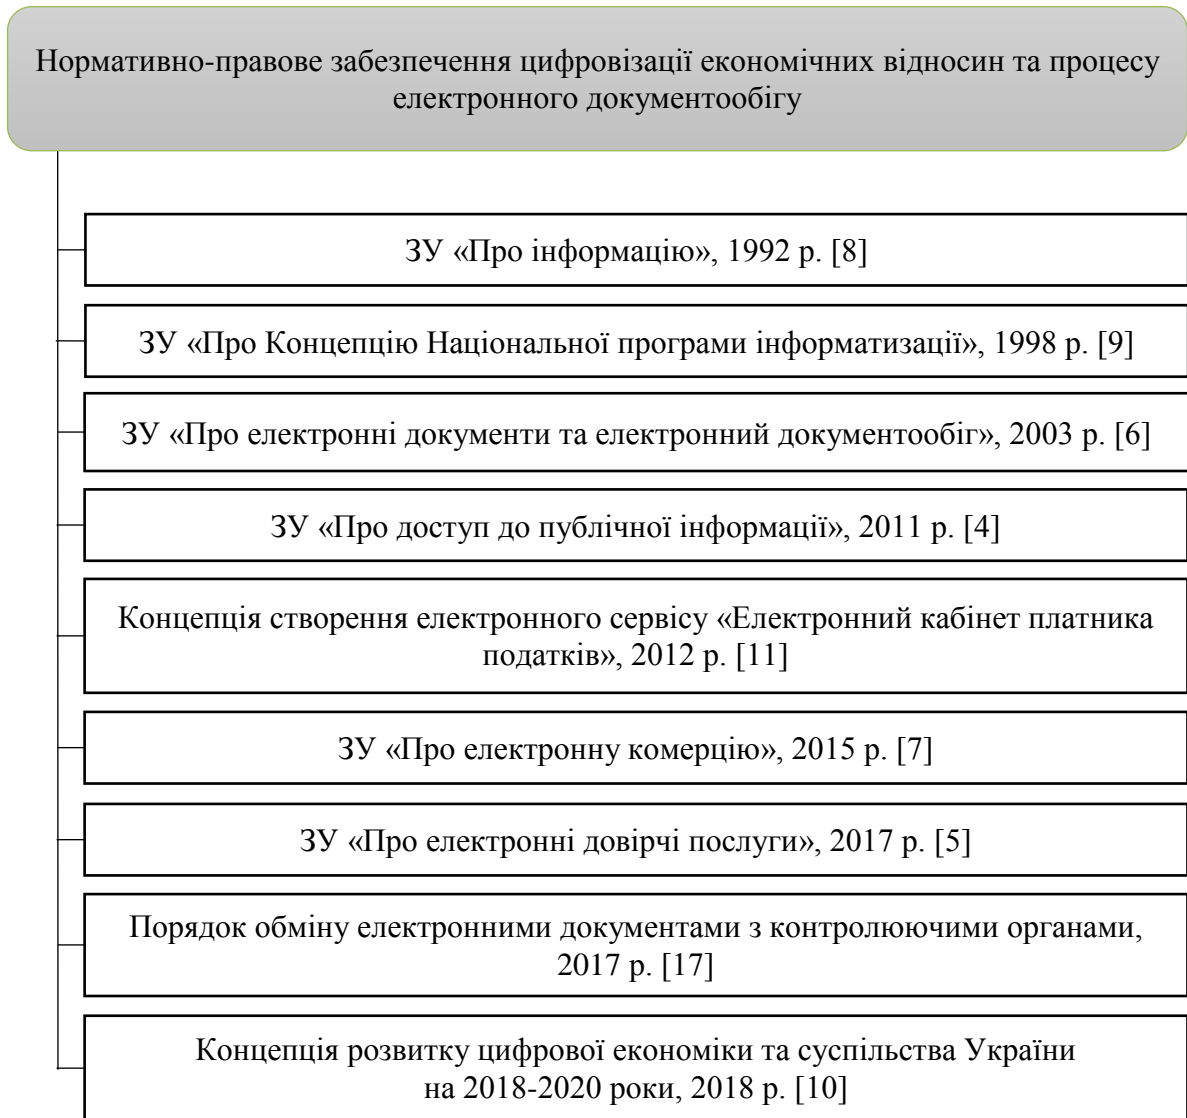 Нормативно-правове забезпечення цифровізації економічних відносин та процесу
електронного документообігу
ЗУ «Про інформацію», 1992 р. [8]
ЗУ «Про Концепцію Національної програми інформатизації», 1998 р. [9]
ЗУ «Про електронні документи та електронний документообіг», 2003 р. [6]
ЗУ «Про доступ до публічної інформації», 2011 р. [4]
Концепція створення електронного сервісу «Електронний кабінет платника
податків», 2012 р. [11]
ЗУ «Про електронну комерцію», 2015 р. [7]
ЗУ «Про електронні довірчі послуги», 2017 р. [5]
Порядок обміну електронними документами з контролюючими органами,
2017 р. [17]
Концепція розвитку цифрової економіки та суспільства України
на 2018-2020 роки, 2018 р. [10]